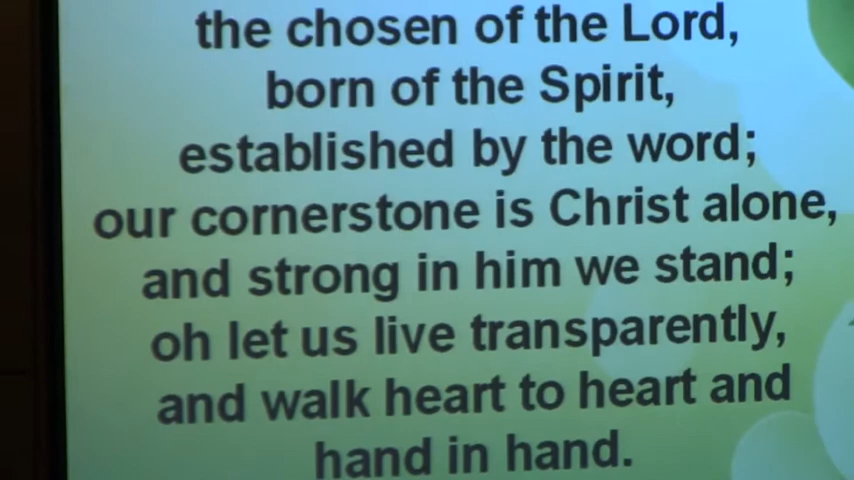 the chosen of the Lord,
born of the Spirit,
established by the word;
our cornerstone is Christ alone,
and strong in him we stand;
oh let us live transparently,
and walk heart to heart and
hand in hand.